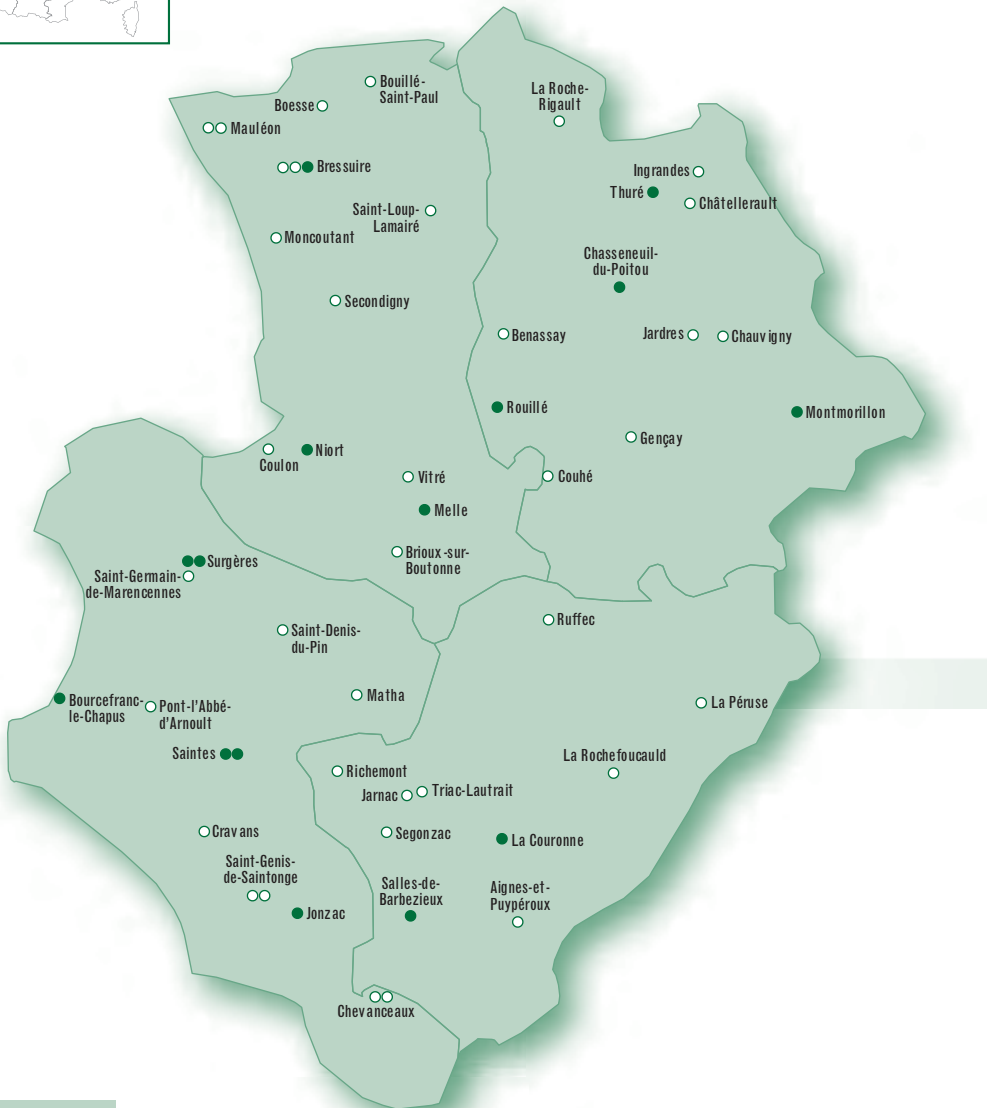 Bouillé-
Saint-Paul
La Roche-
Rigault
Boesse
Mauléon
Bressuire
Ingrandes
Thuré
Châtellerault
Saint-Loup-
Lamairé
Moncoutant
Chasseneuil-
du-Poitou
Secondigny
Benassay
Jardres
Chauvigny
Rouillé
Montmorillon
Gençay
Niort
Coulon
Vitré
Couhé
Melle
Brioux-sur-
Boutonne
Surgères
Saint-Germain-
de-Marencennes
Ruffec
Saint-Denis-
du-Pin
Matha
Bourcefranc-
le-Chapus
Pont-l'Abbé-
d'Arnoult
La Péruse
Saintes
La Rochefoucauld
Richemont
Jarnac
Triac-Lautrait
Cravans
Segonzac
La Couronne
Saint-Genis-
de-Saintonge
Salles-de-
Barbezieux
Aignes-et-
Puypéroux
Jonzac
Chevanceaux